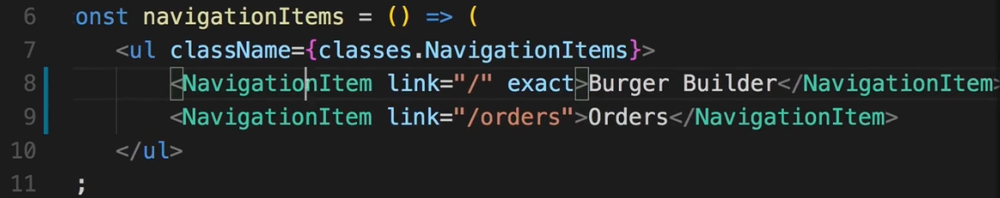 6 onst navigationItems = () => (
7 <ul className={classes.NavigationItems}>
8 <NavigationItem link="/" exact>Burger Builder</NavigationItem>
9 <NavigationItem link="/orders">Orders</NavigationItem>
10 </ul>
11 ;